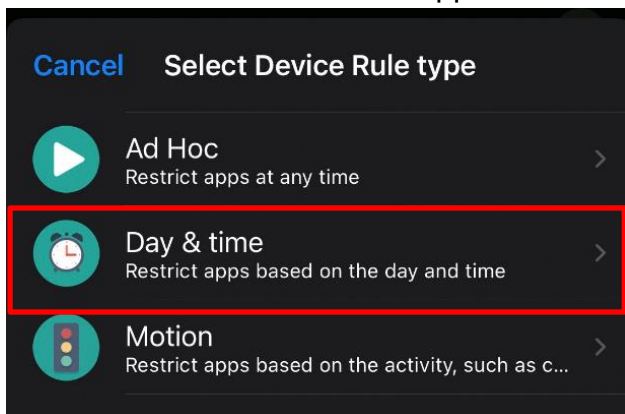 Cancel Select Device Rule type
Ad Hoc
Restrict apps at any time
Day & time
Restrict apps based on the day and time
Motion
Restrict apps based on the activity, such as c...